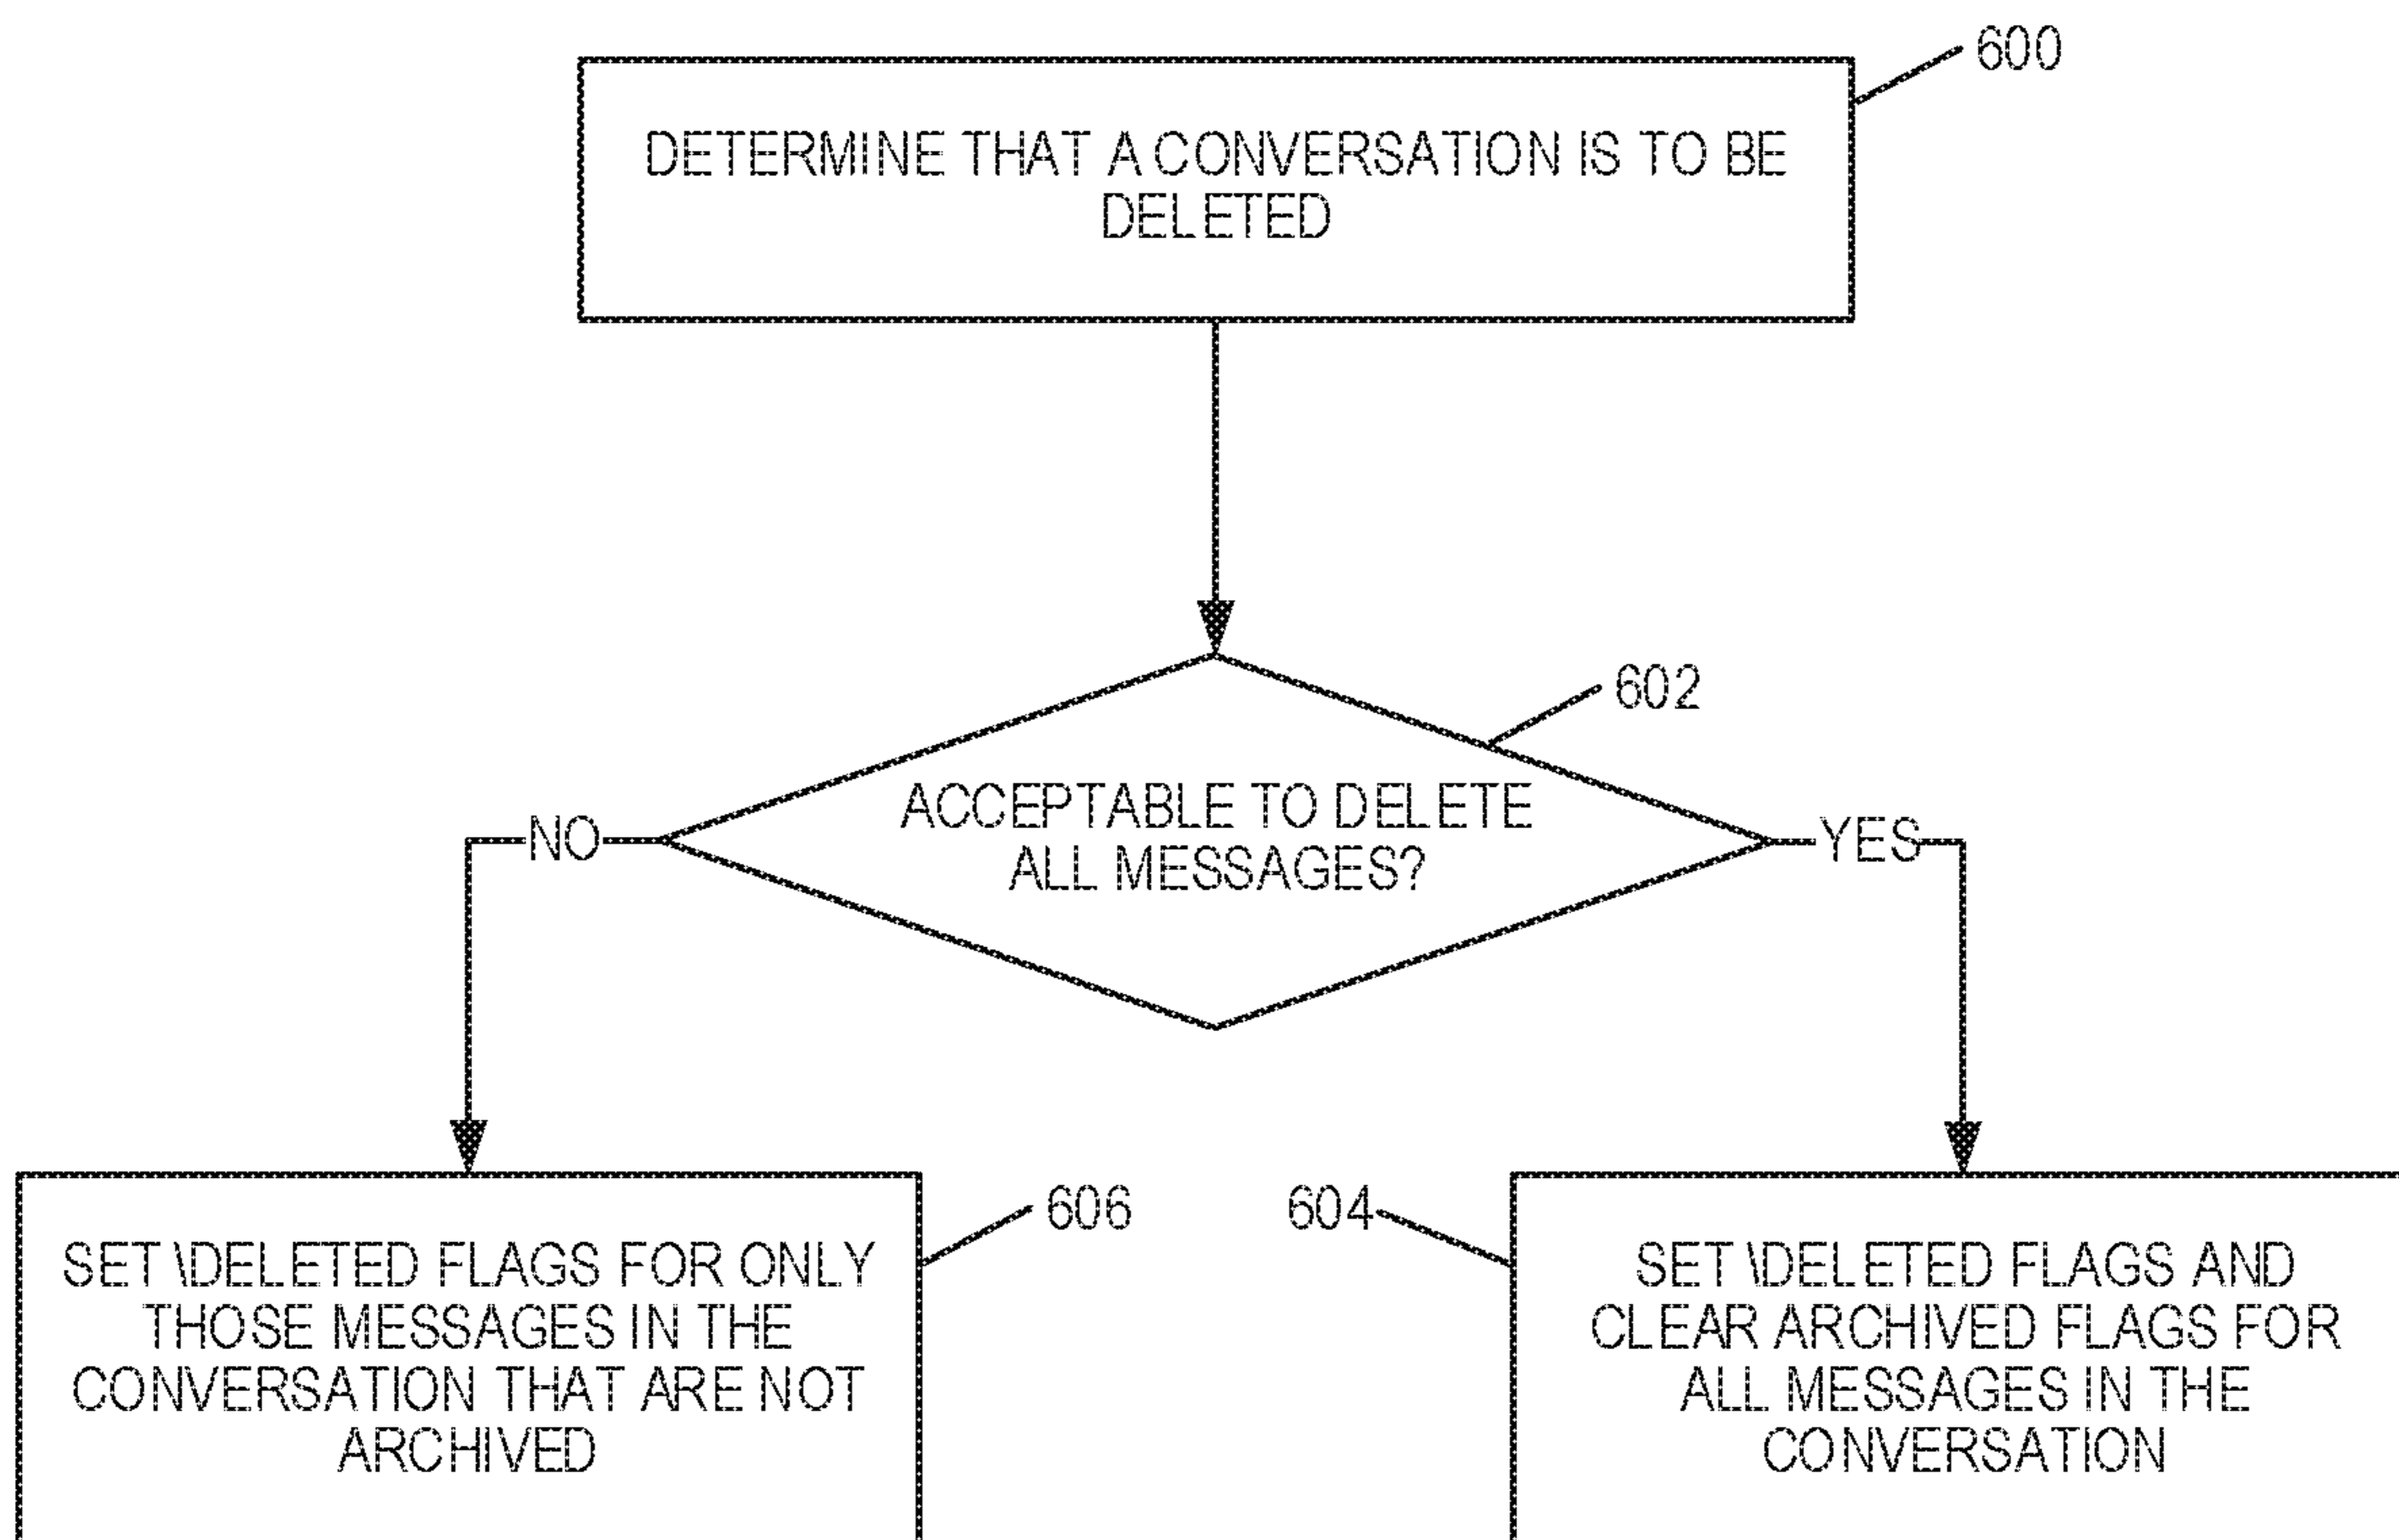 600
DETERMINE THAT A CONVERSATION IS TO BE
DELETED
602
ACCEPTABLE TO DELETE
ALL MESSAGES?
NO
YES
606
SET \DELETED FLAGS FOR ONLY
THOSE MESSAGES IN THE
CONVERSATION THAT ARE NOT
ARCHIVED
604
SET \DELETED FLAGS AND
CLEAR ARCHIVED FLAGS FOR
ALL MESSAGES IN THE
CONVERSATION